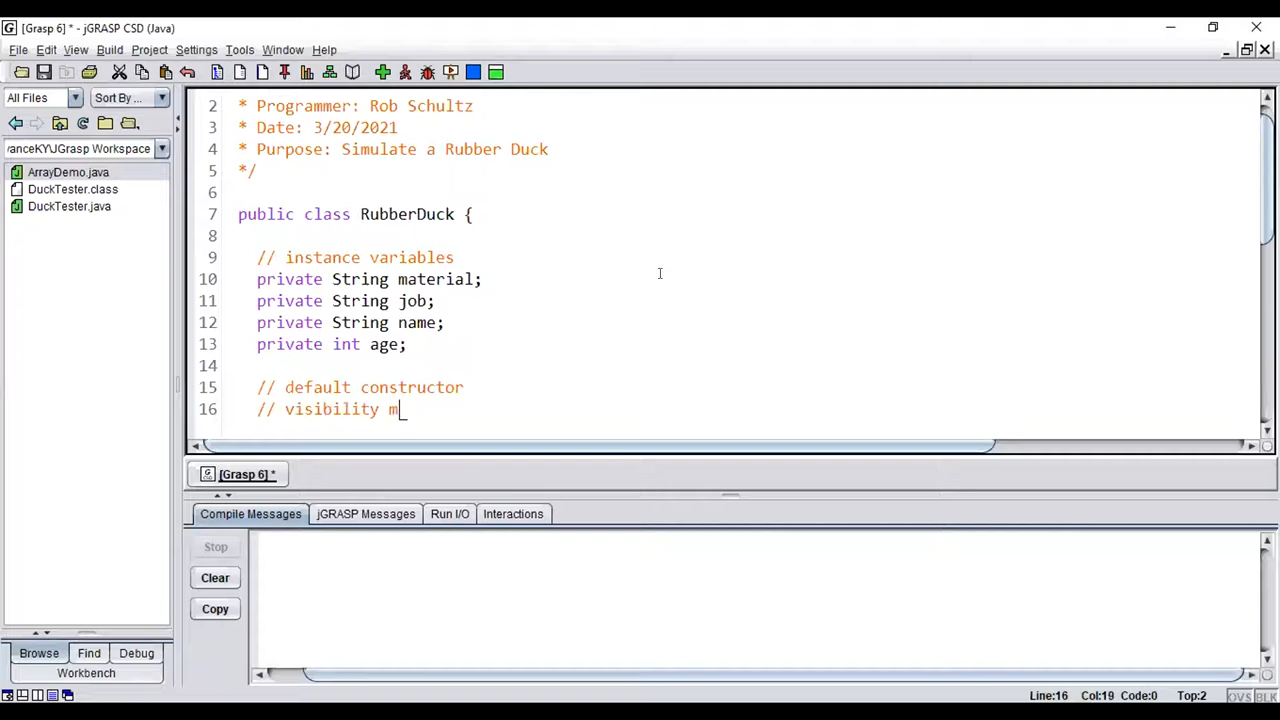 [Grasp 6] * - jGRASP CSD (Java)
File Edit View Build Project Settings Tools Window Help
All Files Sort By ...
/anceKY\JGrasp Workspace
ArrayDemo.java
DuckTester.class
DuckTester.java
2 * Programmer: Rob Schultz
3 * Date: 3/20/2021
4 * Purpose: Simulate a Rubber Duck
5 */
6
7 public class RubberDuck {
8
9 // instance variables
10 private String material;
11 private String job;
12 private String name;
13 private int age;
14
15 // default constructor
16 // visibility m
[Grasp 6] *
Compile Messages jGRASP Messages Run I/O Interactions
Stop
Clear
Copy
Browse Find Debug
Workbench
Line:16 Col:19 Code:0 Top:2 OVS BLK